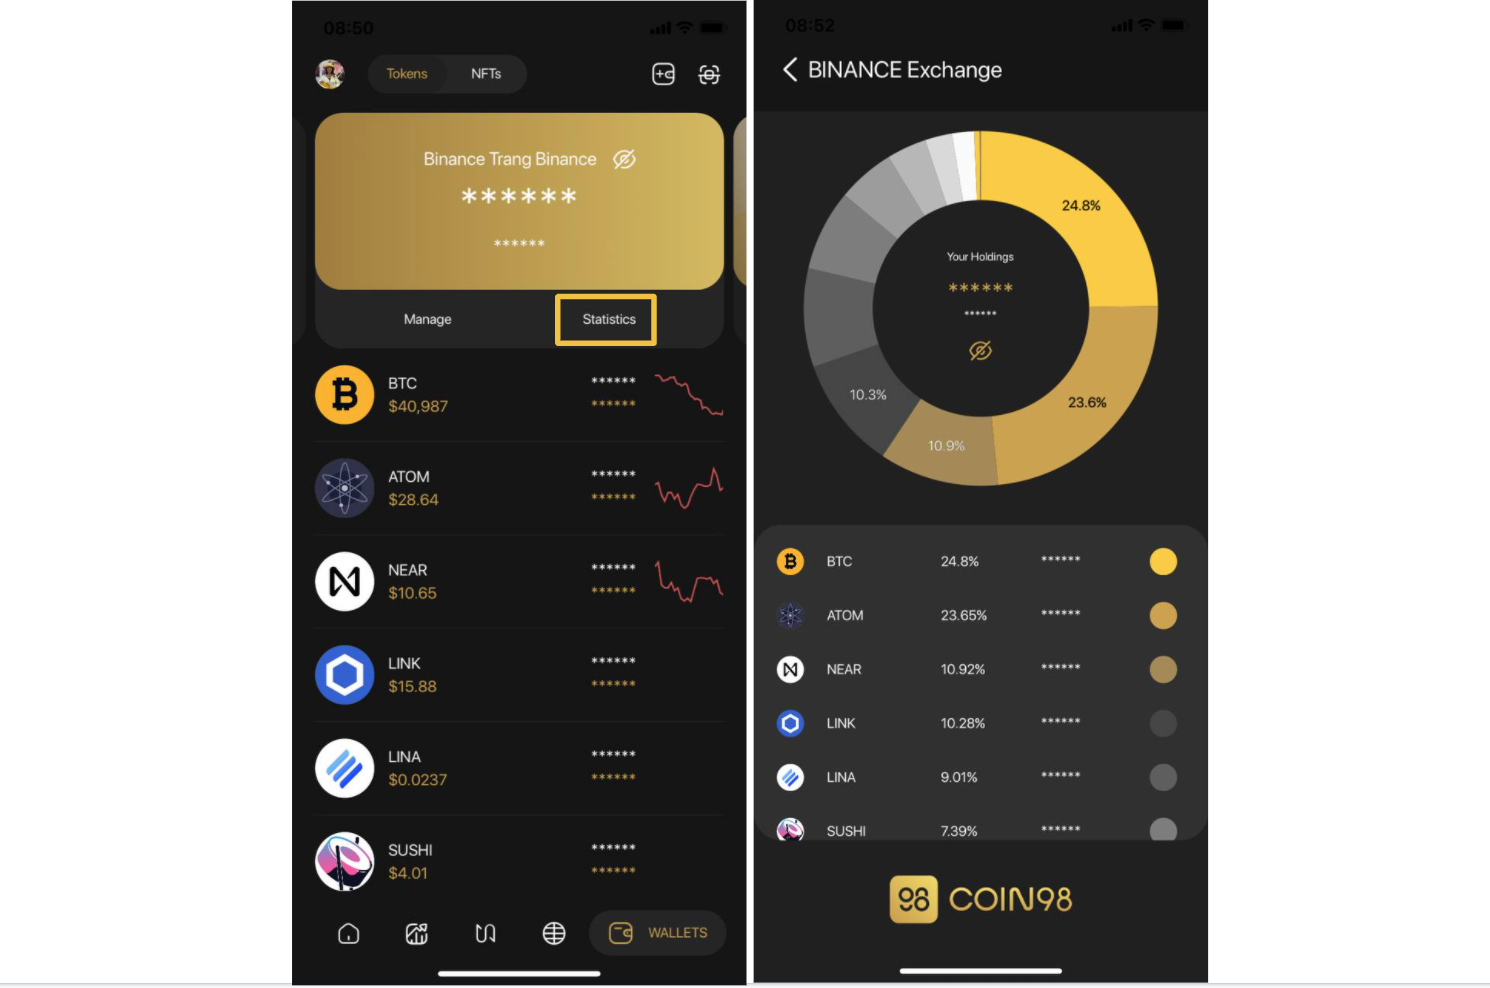 08:50
Tokens NFTs
Binance Trang Binance
******
******
Manage Statistics
BTC ******
$40,987 ******
ATOM ******
$28.64 ******
NEAR ******
$10.65 ******
LINK ******
$15.88 ******
LINA ******
$0.0237 ******
SUSHI ******
$4.01 ******
WALLETS
08:52
BINANCE Exchange
24.8%
Your Holdings
******
******
10.3%
23.6%
10.9%
BTC 24.8% ******
ATOM 23.65% ******
NEAR 10.92% ******
LINK 10.28% ******
LINA 9.01% ******
SUSHI 7.39% ******
98 COIN98